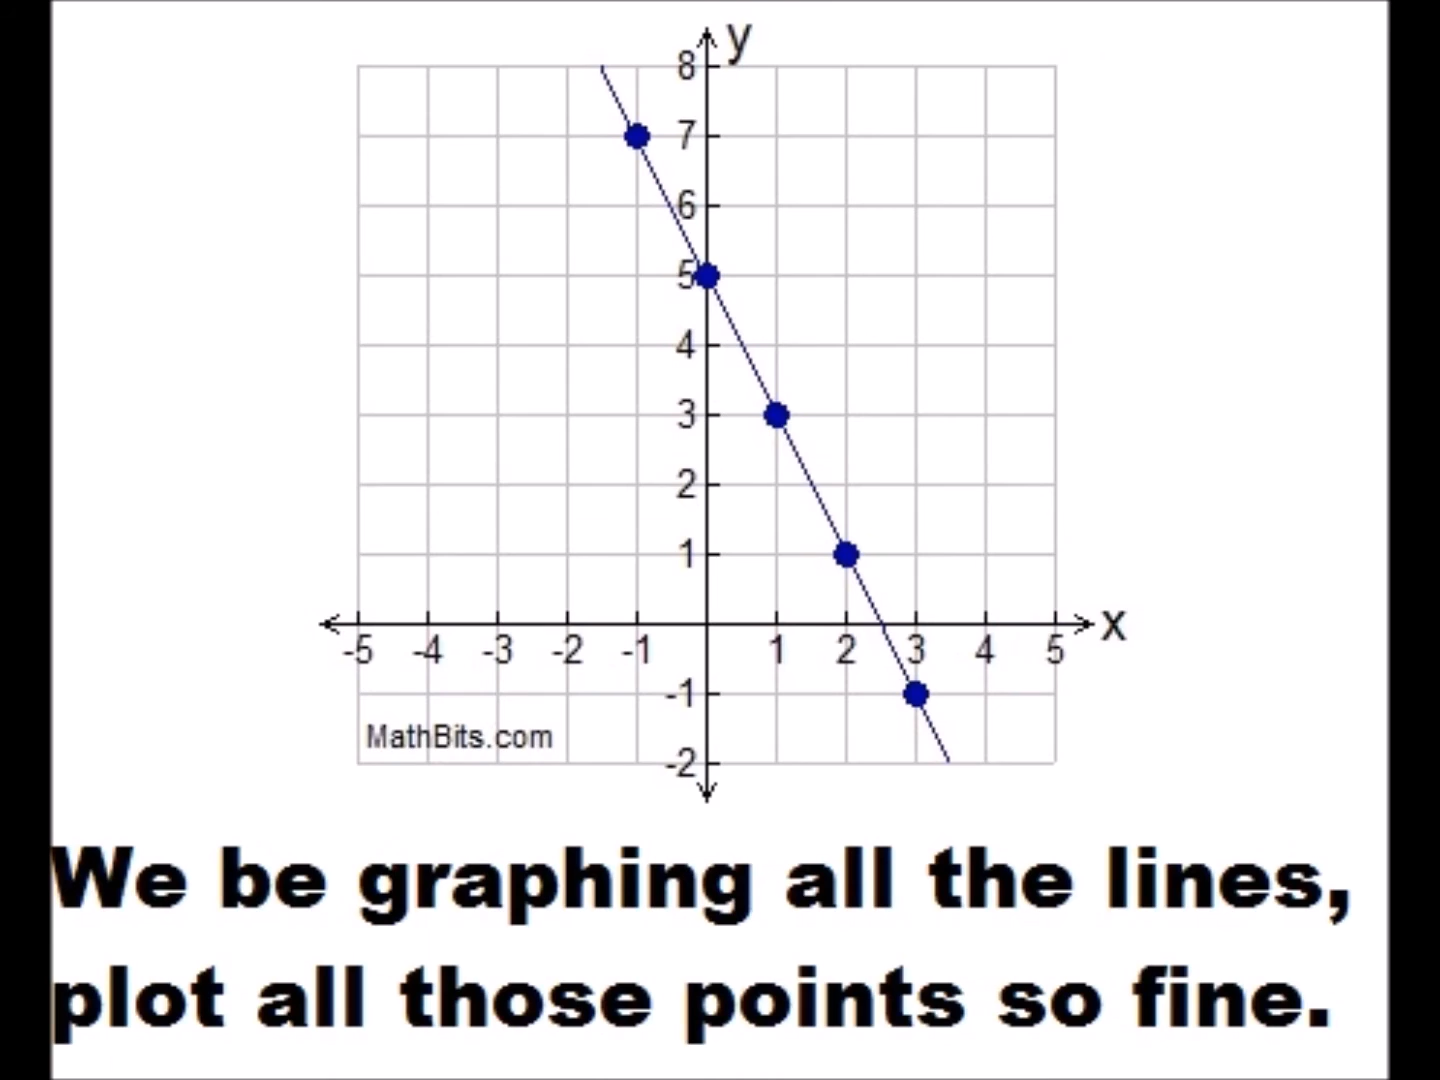 y
8
7
6
5
4
3
2
1
x
-5 -4 -3 -2 -1 1 2 3 4 5
-1
MathBits.com
-2
We be graphing all the lines,
plot all those points so fine.